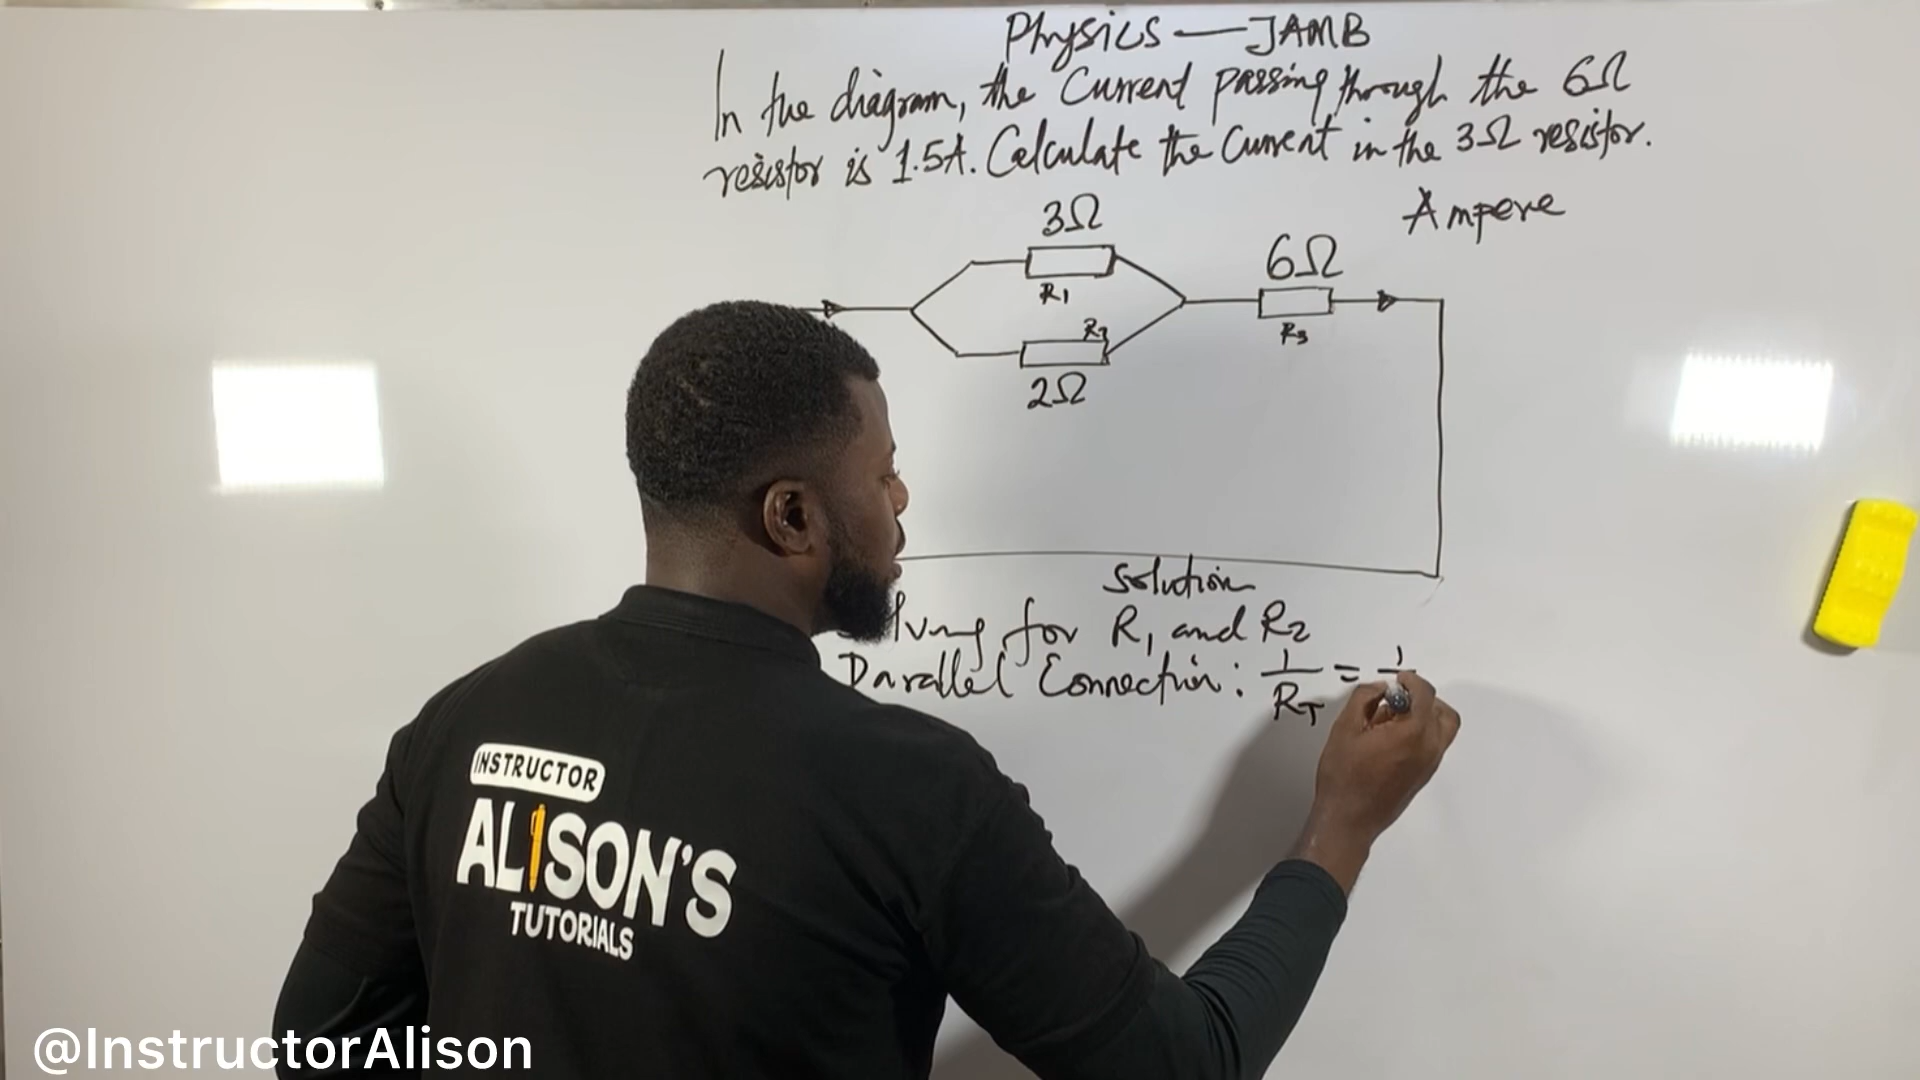 Physics — JAMB
In the diagram, the Current passing through the 6Ω
resistor is 1.5A. Calculate the Current in the 3Ω resistor.
Ampere
3Ω
6Ω
R1
R2
R3
2Ω
Solution
lving for R1 and R2
Parallel Connection: 1/RT = 1
INSTRUCTOR
ALISON'S
TUTORIALS
@InstructorAlison